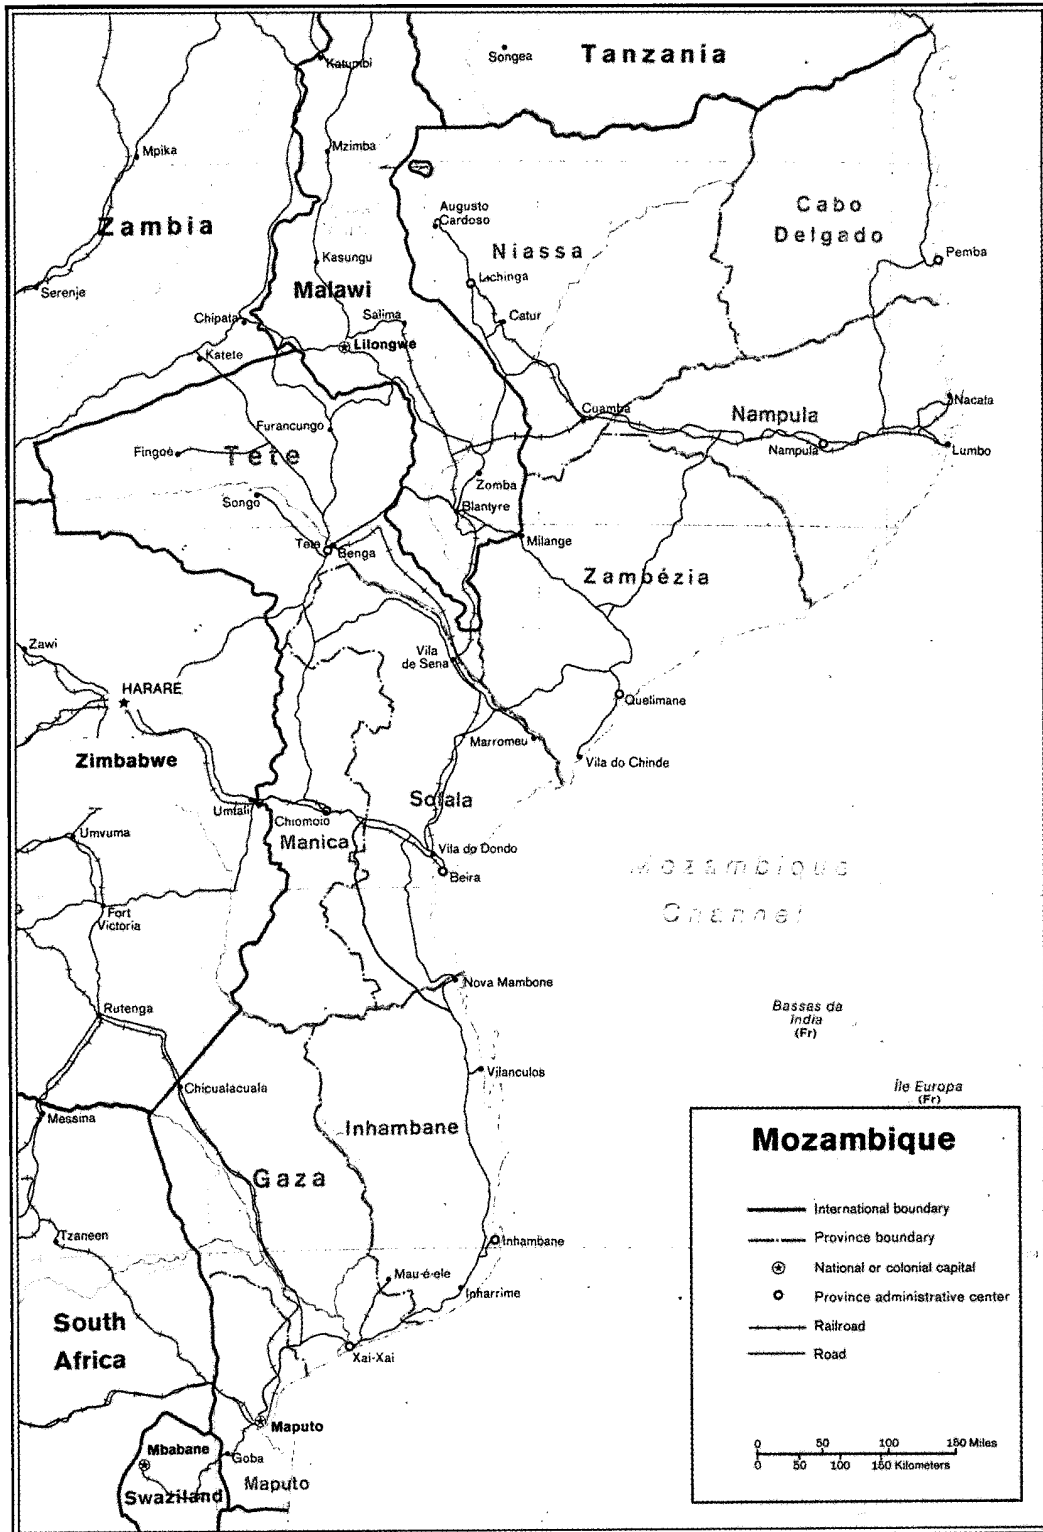 Songea
Tanzania
Katumbi
Mpika
Mzimba
Augusto
Cardoso
Cabo
Delgado
Zambia
Niassa
Pemba
Kasungu
Lichinga
Serenje
Malawi
Chipata
Salima
Catur
Lilongwe
Katete
Cuamba
Nampula
Nacata
Furancungo
Fingoè
Tete
Nampula
Lumbo
Zomba
Songo
Blantyre
Tete
Benga
Milange
Zambézia
Zawi
Vila
de Sena
HARARE
Quelimane
Marromeu
Zimbabwe
Vila do Chinde
Umtali
Sofala
Chiomoio
Umvuma
Manica
Vila do Dondo
Beira
Mozambique
Channel
Fort
Victoria
Nova Mambone
Rutenga
Bassas da
India
(Fr)
Vilanculos
Chicualacuala
Île Europa
(Fr)
Messina
Inhambane
Mozambique
Gaza
International boundary
Tzaneen
Inhambane
Province boundary
Mau-é-ele
National or colonial capital
Inharrime
Province administrative center
South
Africa
Railroad
Xai-Xai
Road
Maputo
Mbabane
Goba
0 50 100 150 Miles
0 50 100 150 Kilometers
Maputo
Swaziland